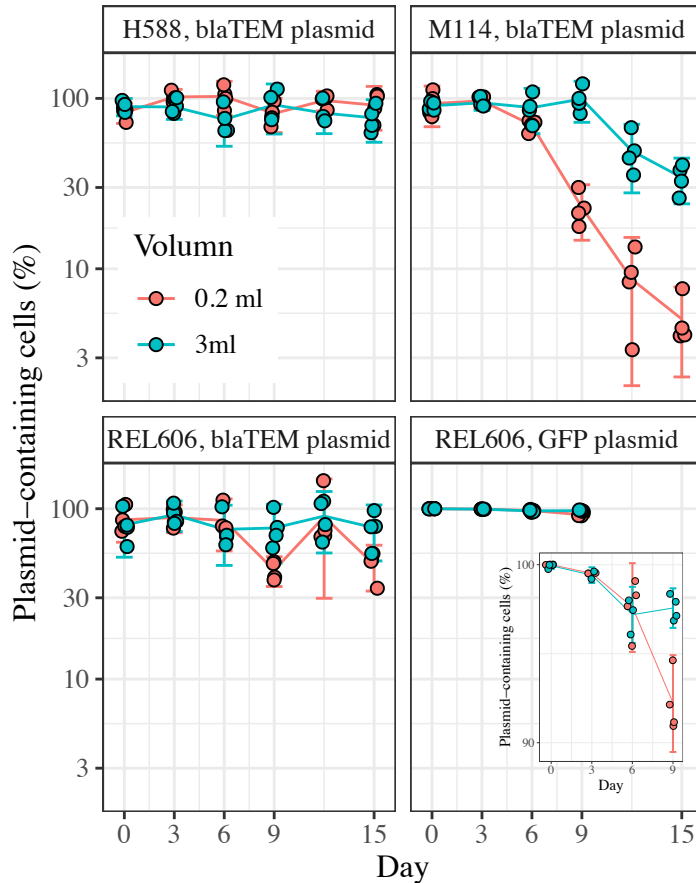 H588, blaTEM plasmid
M114, blaTEM plasmid
Plasmid−containing cells (%)
100
30
10
3
Volumn
0.2 ml
3ml
REL606, blaTEM plasmid
REL606, GFP plasmid
100
30
10
3
Plasmid−containing cells (%)
100
90
0
3
6
9
Day
0
3
6
9
15
0
3
6
9
15
Day